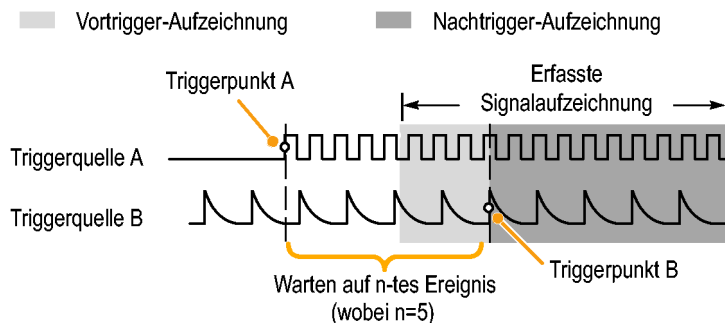 Vortrigger-Aufzeichnung
Nachtrigger-Aufzeichnung
Triggerpunkt A
Erfasste
Signalaufzeichnung
Triggerquelle A
Triggerquelle B
Warten auf n-tes Ereignis
(wobei n=5)
Triggerpunkt B